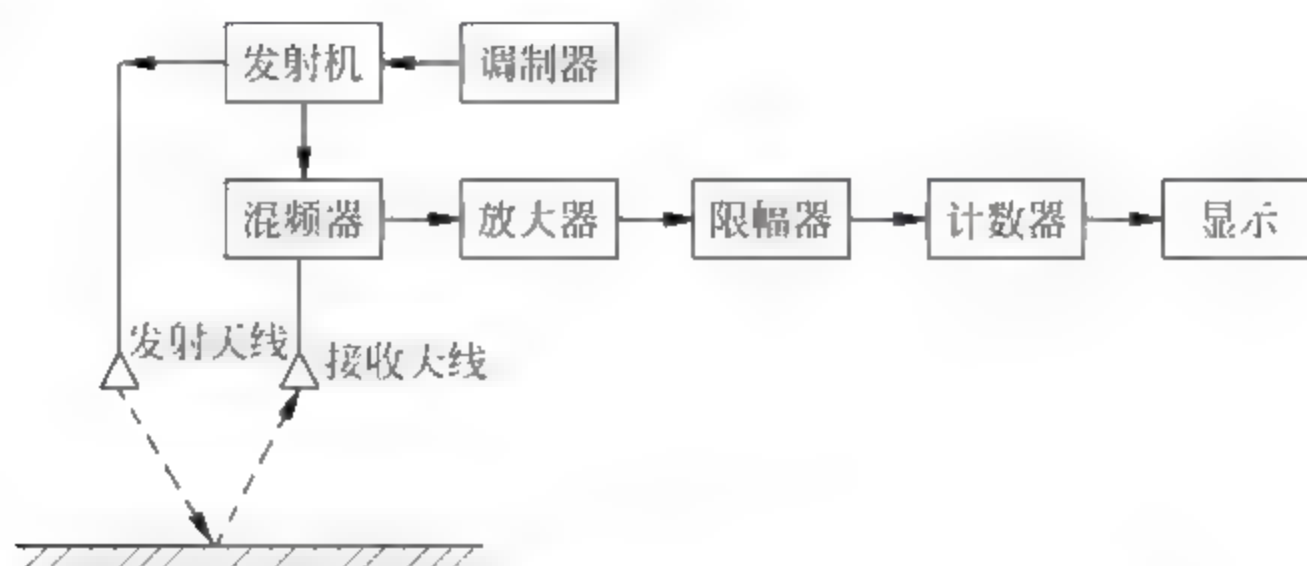 发射机
调制器
混频器
放大器
限幅器
计数器
显示
发射天线
接收天线